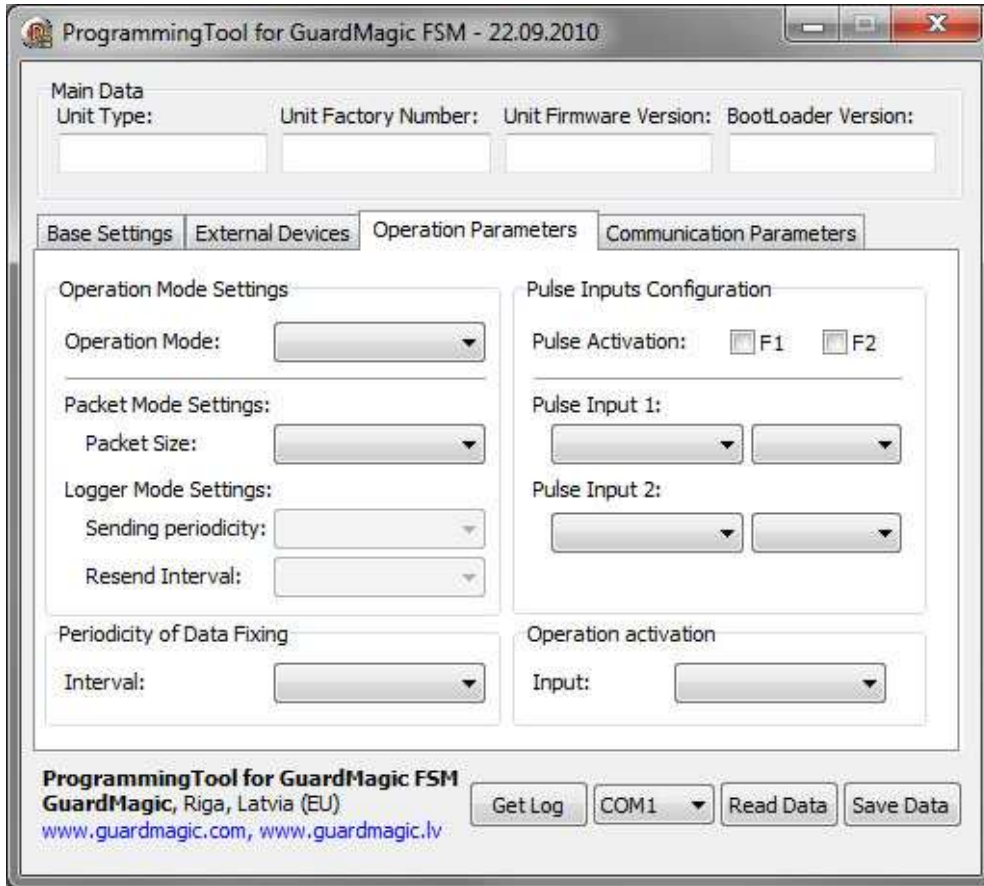 ProgrammingTool for GuardMagic FSM - 22.09.2010
Main Data
Unit Type: Unit Factory Number: Unit Firmware Version: BootLoader Version:
Base Settings External Devices Operation Parameters Communication Parameters
Operation Mode Settings
Operation Mode:
Packet Mode Settings:
Packet Size:
Logger Mode Settings:
Sending periodicity:
Resend Interval:
Pulse Inputs Configuration
Pulse Activation: F1 F2
Pulse Input 1:
Pulse Input 2:
Periodicity of Data Fixing
Interval:
Operation activation
Input:
ProgrammingTool for GuardMagic FSM
GuardMagic, Riga, Latvia (EU)
www.guardmagic.com, www.guardmagic.lv
Get Log COM1 Read Data Save Data